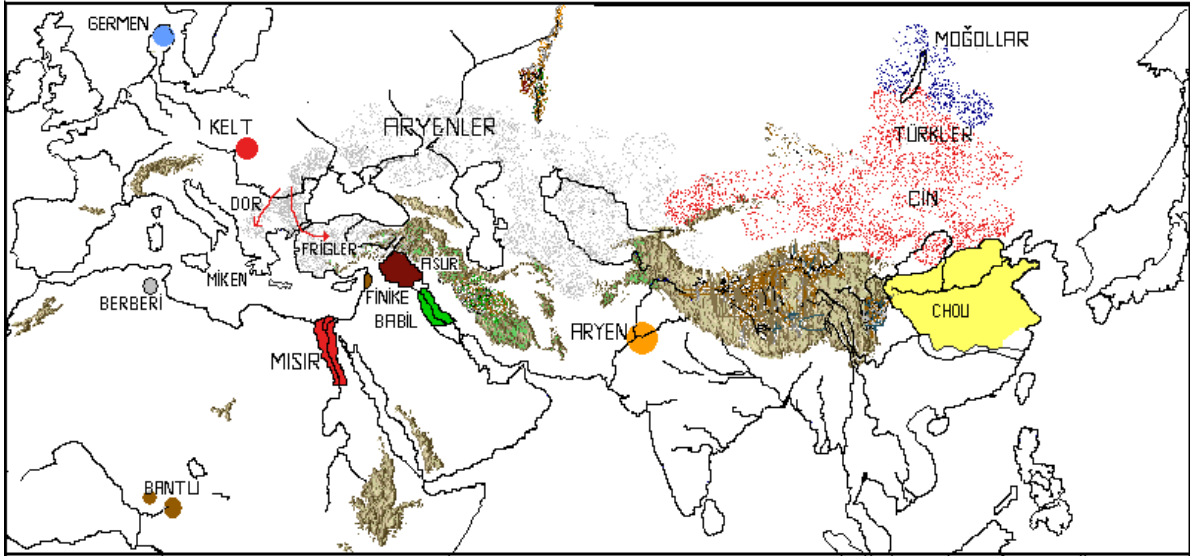 GERMEN
MOĞOLLAR
KELT
ARYENLER
TÜRKLER
DOR
ÇİN
FRİGLER
ASUR
MİKEN
FİNİKE
BERBERİ
BABİL
CHOU
ARYEN
MISIR
BANTU